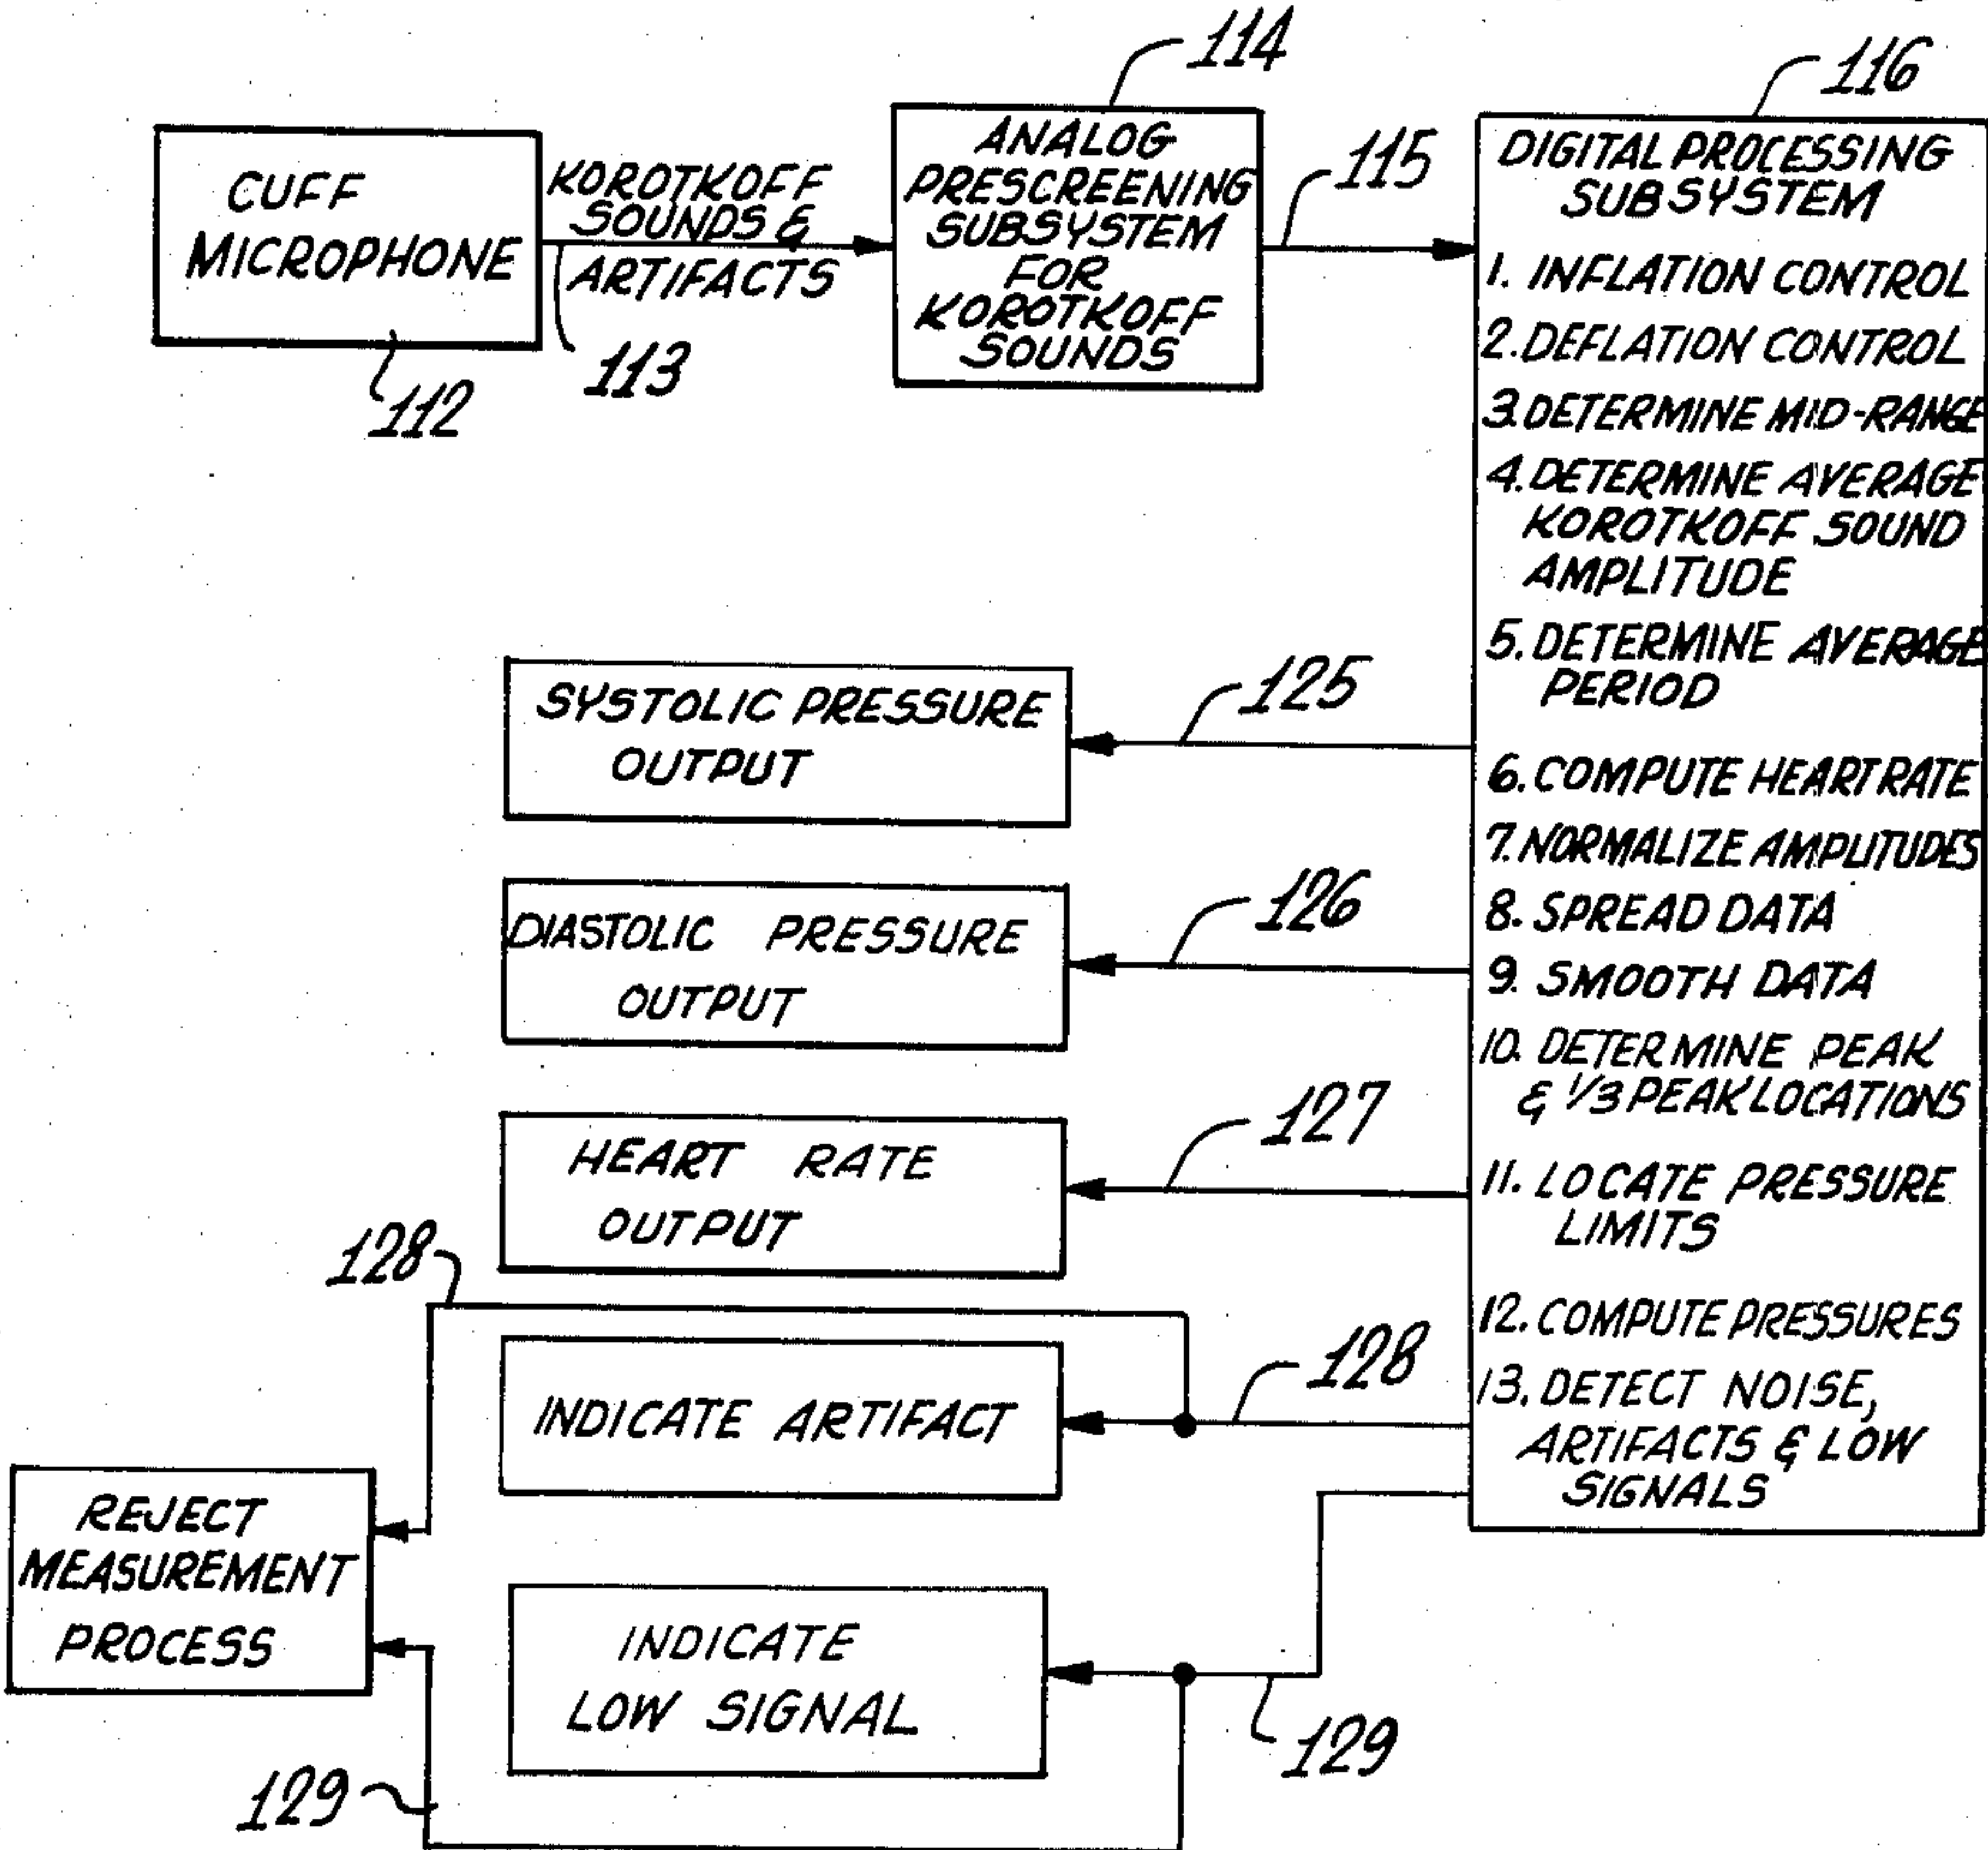 114
116
CUFF
MICROPHONE
112
KOROTKOFF
SOUNDS &
ARTIFACTS
113
ANALOG
PRESCREENING
SUBSYSTEM
FOR
KOROTKOFF
SOUNDS
115
DIGITAL PROCESSING
SUBSYSTEM
1. INFLATION CONTROL
2. DEFLATION CONTROL
3. DETERMINE MID-RANGE
4. DETERMINE AVERAGE
KOROTKOFF SOUND
AMPLITUDE
5. DETERMINE AVERAGE
PERIOD
6. COMPUTE HEART RATE
7. NORMALIZE AMPLITUDES
8. SPREAD DATA
9. SMOOTH DATA
10. DETERMINE PEAK
& 1/3 PEAK LOCATIONS
11. LOCATE PRESSURE
LIMITS
12. COMPUTE PRESSURES
13. DETECT NOISE,
ARTIFACTS & LOW
SIGNALS
SYSTOLIC PRESSURE
OUTPUT
125
DIASTOLIC PRESSURE
OUTPUT
126
HEART RATE
OUTPUT
127
128
INDICATE ARTIFACT
128
REJECT
MEASUREMENT
PROCESS
INDICATE
LOW SIGNAL
129
129